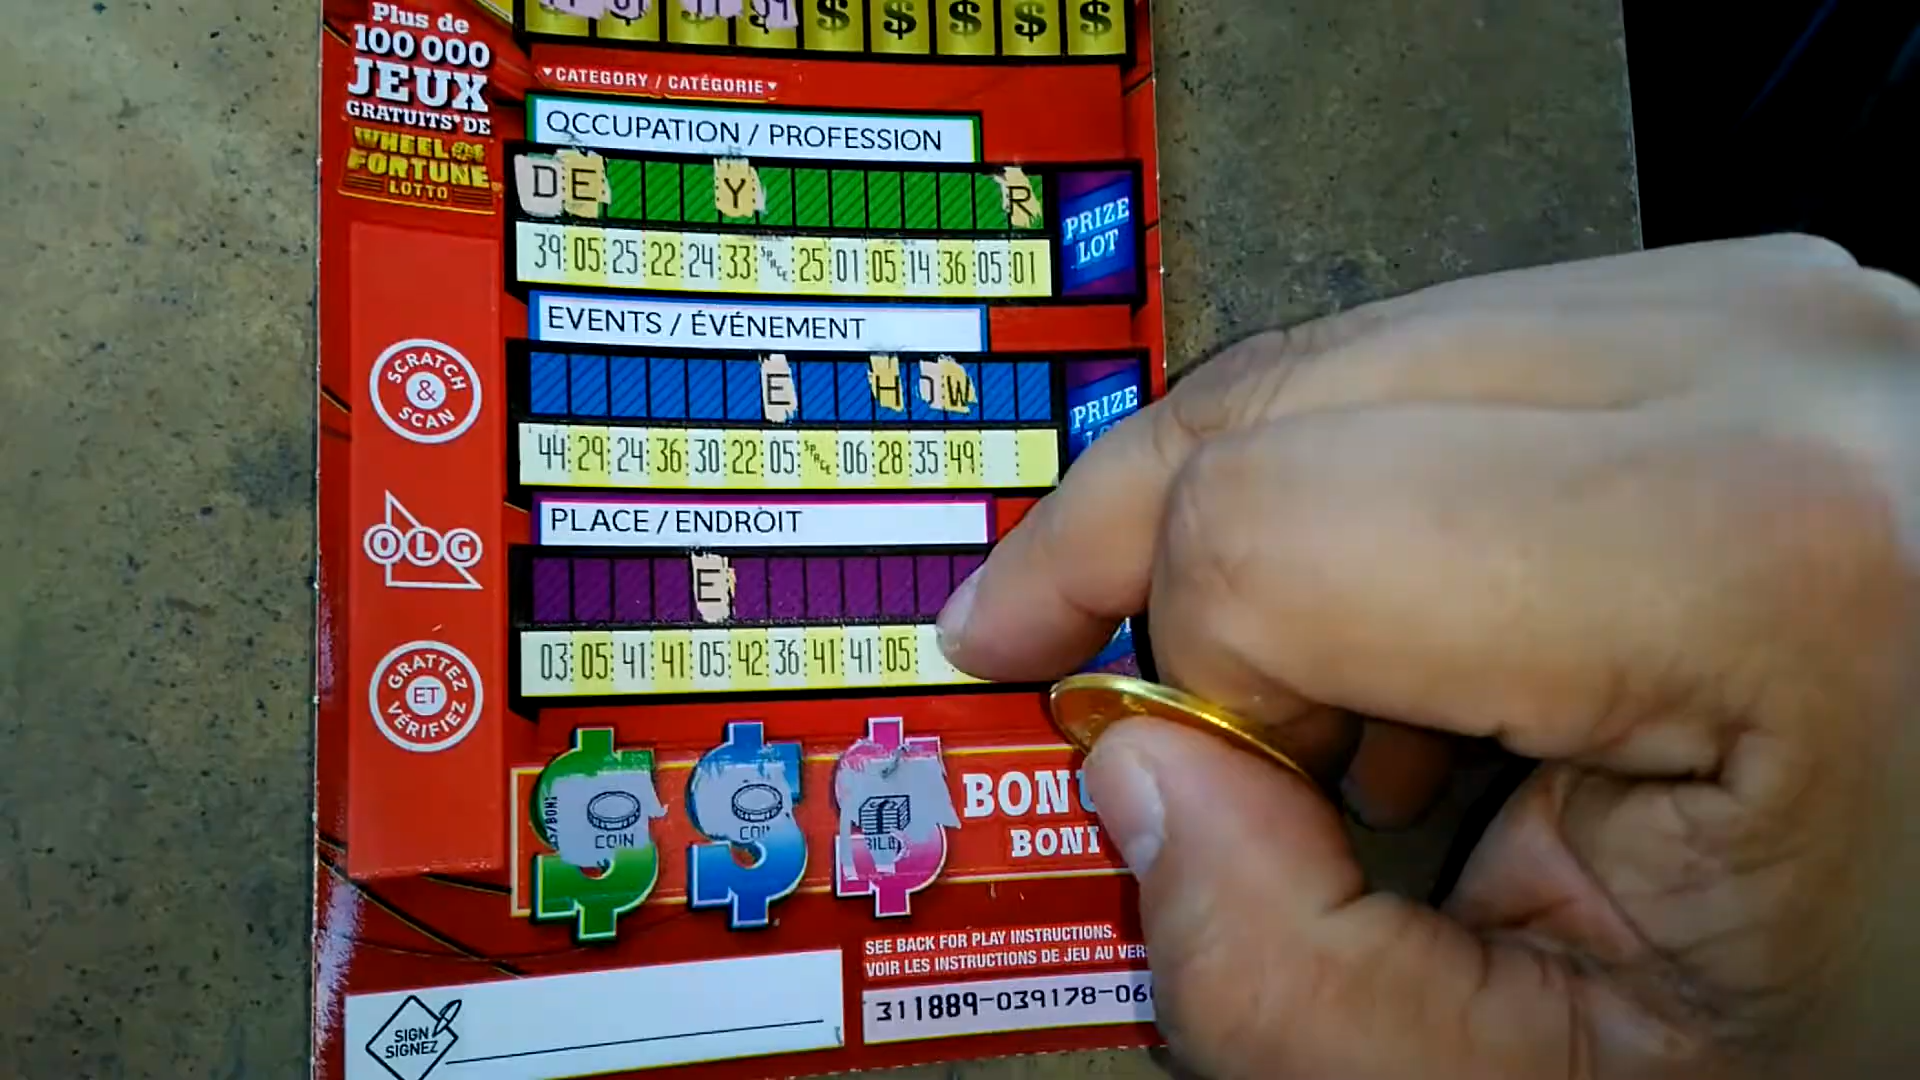 Plus de
100 000
JEUX
GRATUITS* DE
WHEEL OF
FORTUNE
LOTTO
$ $ $ $ $
▼CATEGORY / CATÉGORIE▼
OCCUPATION / PROFESSION
D E Y R
PRIZE
LOT
39 05 25 22 24 33 SPACE 25 01 05 14 36 05 01
EVENTS / ÉVÉNEMENT
E H O W
PRIZE
44 29 24 36 30 22 05 SPACE 06 28 35 49
PLACE / ENDROIT
E
03 05 41 41 05 42 36 41 41 05
SCRATCH
&
SCAN
OLG
GRATTEZ
ET
VÉRIFIEZ
COIN
BONI
SEE BACK FOR PLAY INSTRUCTIONS.
VOIR LES INSTRUCTIONS DE JEU AU
311889-039178-06
SIGN
SIGNEZ